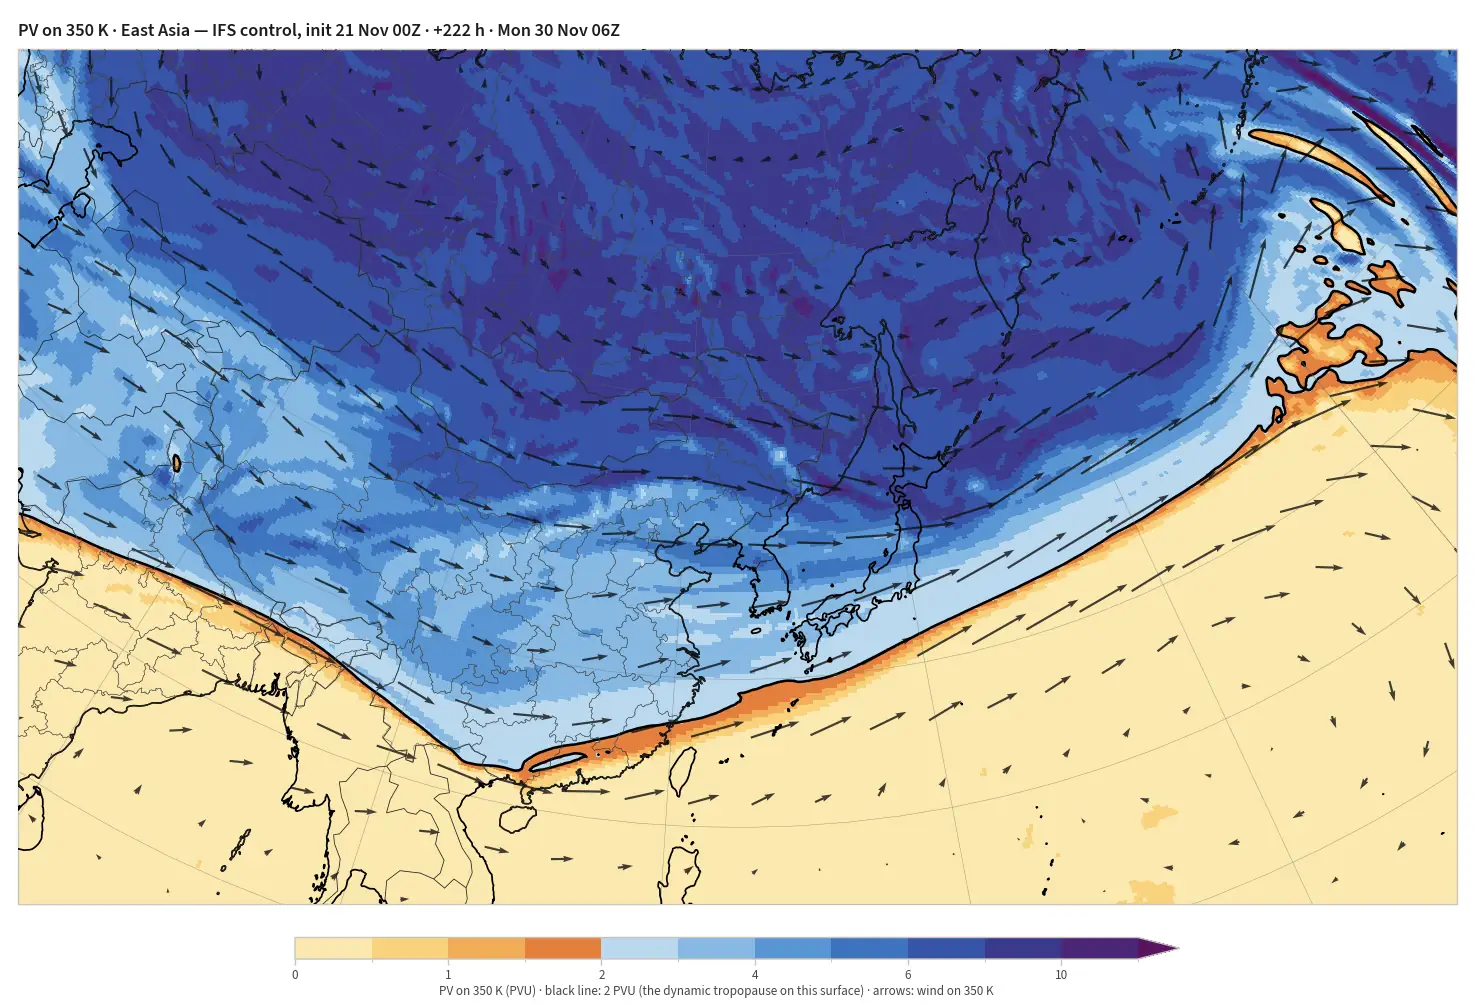 PV on 350 K · East Asia — IFS control, init 21 Nov 00Z · +222 h · Mon 30 Nov 06Z
0 1 2 4 6 10
PV on 350 K (PVU) · black line: 2 PVU (the dynamic tropopause on this surface) · arrows: wind on 350 K